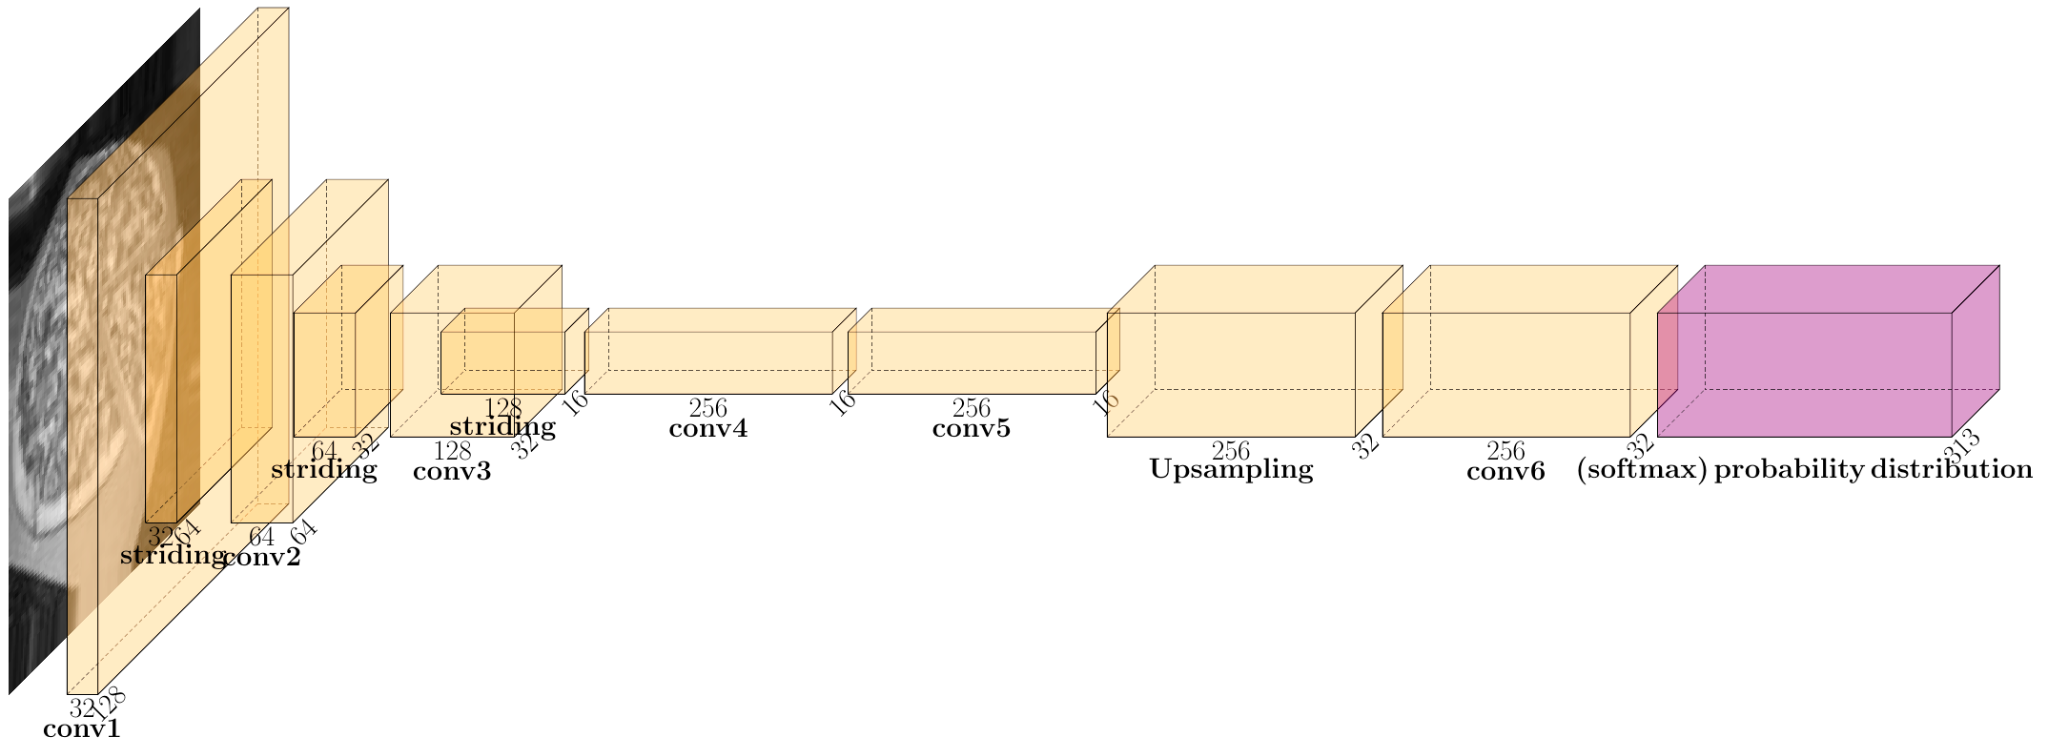 32 128
conv1
32 64
striding
64 64
conv2
64 32
striding
128 32
conv3
128 16
striding
256 16
conv4
256 16
conv5
256 32
Upsampling
256 32
conv6
313
(softmax) probability distribution